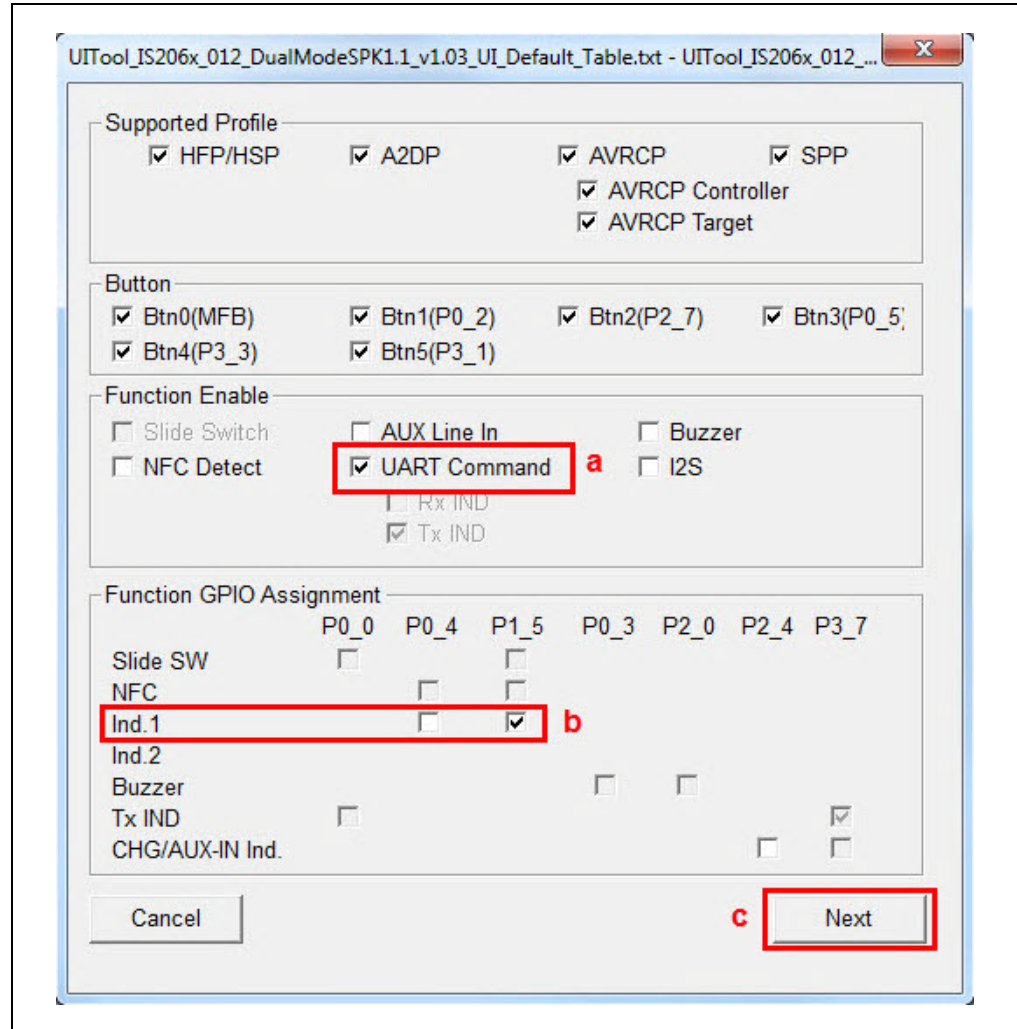 UITool_IS206x_012_DualModeSPK1.1_v1.03_UI_Default_Table.txt - UITool_IS206x_012_...
Supported Profile
HFP/HSP A2DP AVRCP SPP
AVRCP Controller
AVRCP Target
Button
Btn0(MFB) Btn1(P0_2) Btn2(P2_7) Btn3(P0_5)
Btn4(P3_3) Btn5(P3_1)
Function Enable
Slide Switch AUX Line In Buzzer
NFC Detect UART Command a I2S
Rx IND
Tx IND
Function GPIO Assignment
P0_0 P0_4 P1_5 P0_3 P2_0 P2_4 P3_7
Slide SW
NFC
Ind.1 b
Ind.2
Buzzer
Tx IND
CHG/AUX-IN Ind.
Cancel c Next